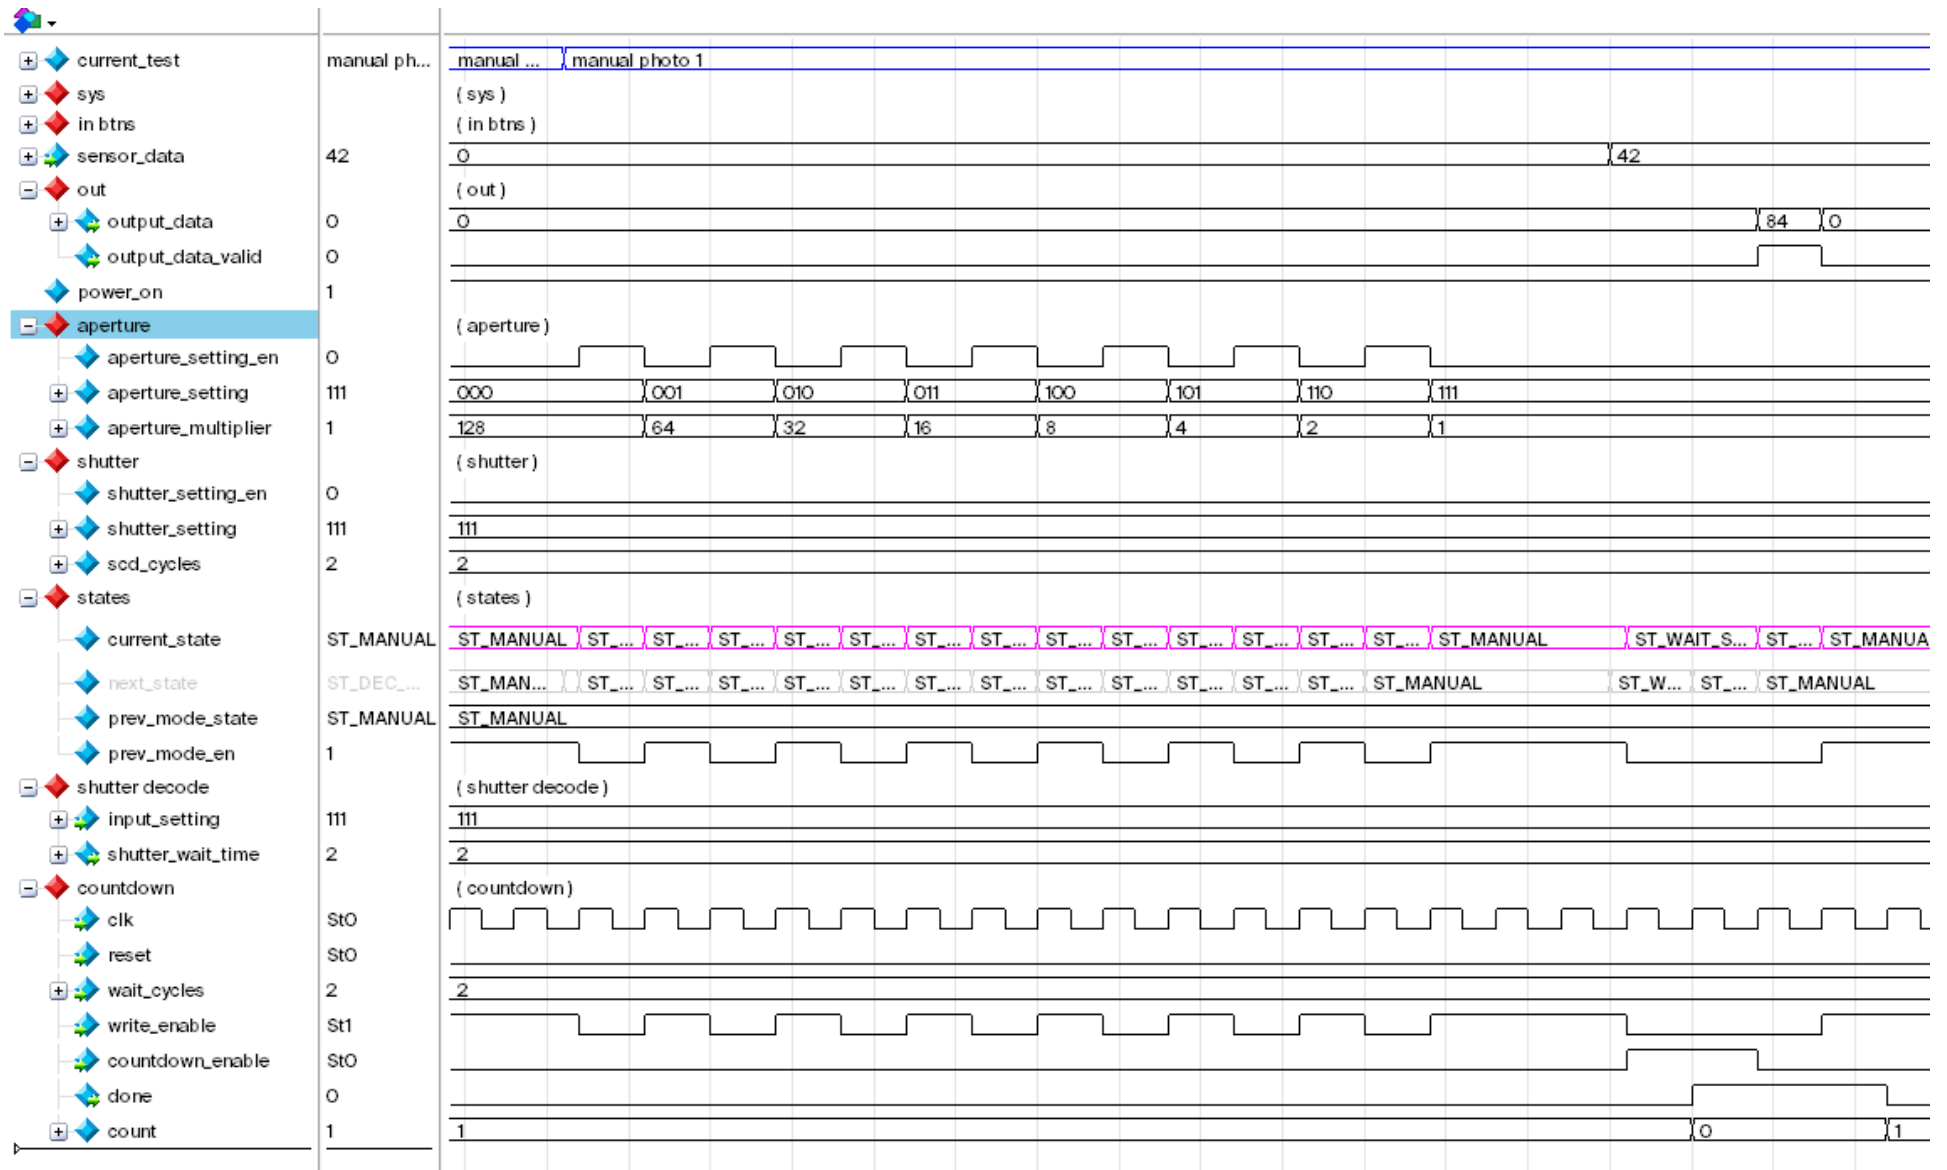 current_test manual ph... manual ... manual photo 1
sys ( sys )
in btns ( in btns )
sensor_data 42 0 42
out ( out )
output_data 0 0 84 0
output_data_valid 0
power_on 1
aperture ( aperture )
aperture_setting_en 0
aperture_setting 111 000 001 010 011 100 101 110 111
aperture_multiplier 1 128 64 32 16 8 4 2 1
shutter ( shutter )
shutter_setting_en 0
shutter_setting 111 111
scd_cycles 2 2
states ( states )
current_state ST_MANUAL ST_MANUAL ST_... ST_... ST_... ST_... ST_... ST_... ST_... ST_... ST_... ST_... ST_... ST_... ST_... ST_MANUAL ST_WAIT_S... ST_... ST_MANUA
next_state ST_DEC_... ST_MAN... ST_... ST_... ST_... ST_... ST_... ST_... ST_... ST_... ST_... ST_... ST_... ST_... ST_MANUAL ST_W... ST_... ST_MANUAL
prev_mode_state ST_MANUAL ST_MANUAL
prev_mode_en 1
shutter decode ( shutter decode )
input_setting 111 111
shutter_wait_time 2 2
countdown ( countdown )
clk St0
reset St0
wait_cycles 2 2
write_enable St1
countdown_enable St0
done 0
count 1 1 0 1